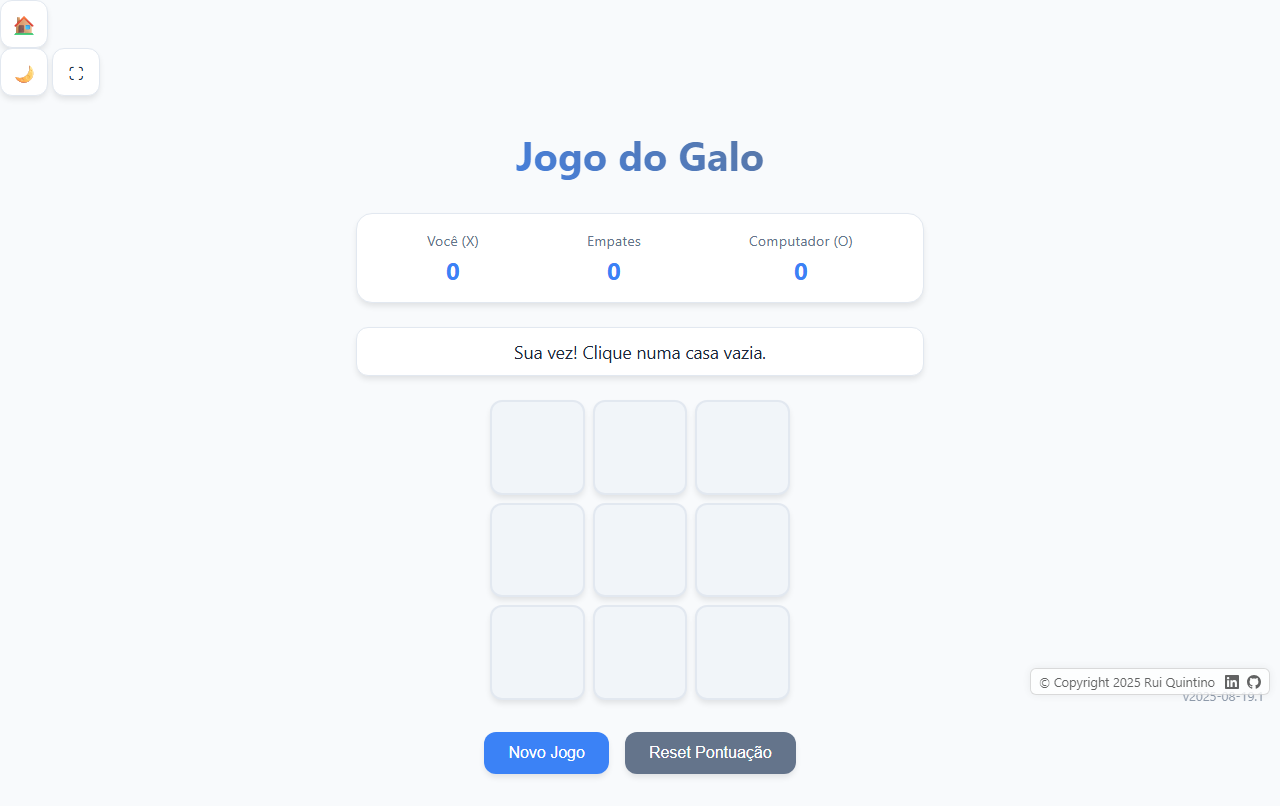 Jogo do Galo
Você (X)
0
Empates
0
Computador (O)
0
Sua vez! Clique numa casa vazia.
© Copyright 2025 Rui Quintino
v2025-08-19.1
Novo Jogo
Reset Pontuação